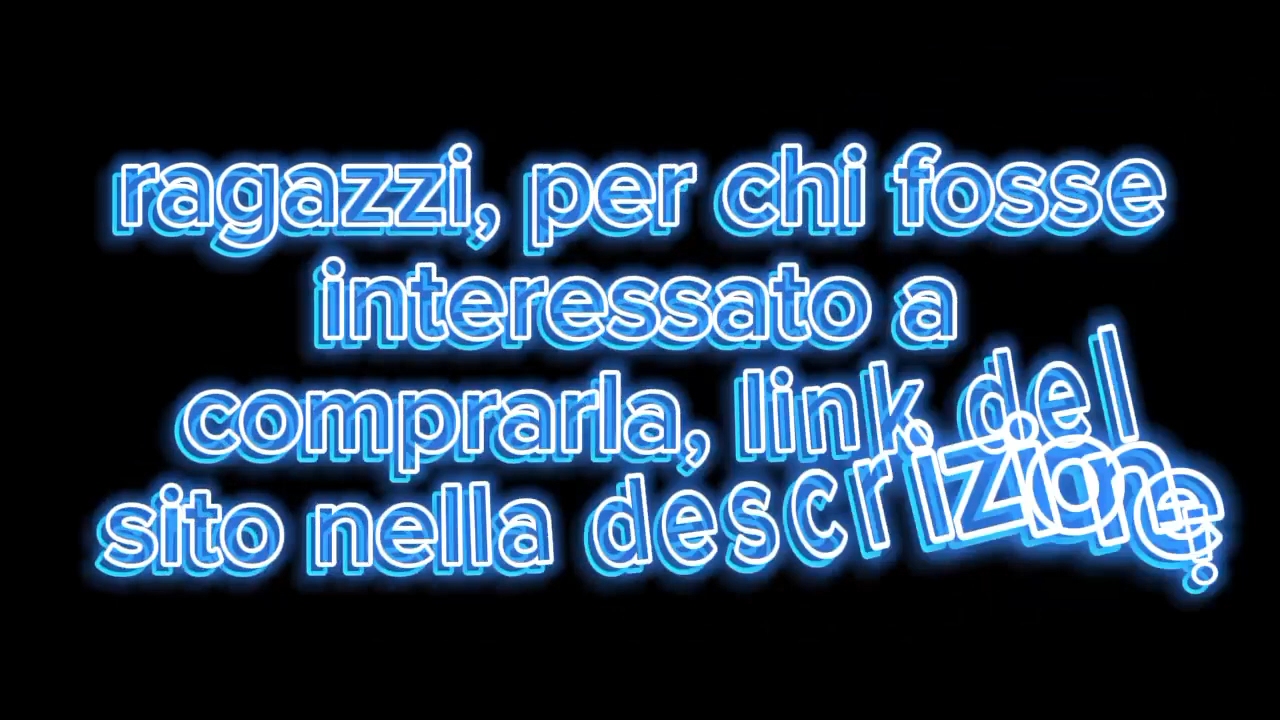 ragazzi, per chi fosse
interessato a
comprarla, link del
sito nella descrizione!